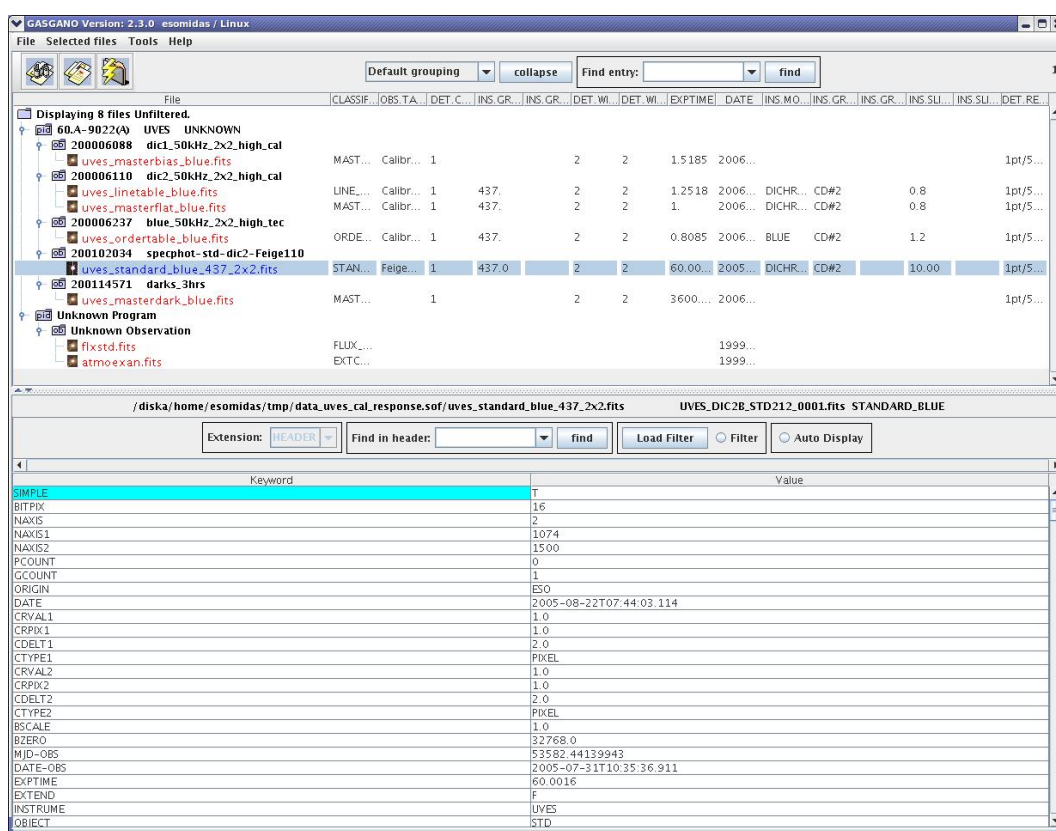 GASGANO Version: 2.3.0 esomidas / Linux
File Selected files Tools Help
Default grouping collapse Find entry: find
File CLASSIF... OBS.TA... DET.C... INS.GR... INS.GR... DET.WI... DET.WI... EXPTIME DATE INS.MO... INS.GR... INS.GR... INS.SLI... INS.SLI... DET.RE...
Displaying 8 files Unfiltered.
pid 60.A-9022(A) UVES UNKNOWN
ob 200006088 dic1_50kHz_2x2_high_cal
uves_masterbias_blue.fits MAST... Calibr... 1 2 2 1.5185 2006... 1pt/5...
ob 200006110 dic2_50kHz_2x2_high_cal
uves_linetable_blue.fits LINE_... Calibr... 1 437. 2 2 1.2518 2006... DICHR... CD#2 0.8 1pt/5...
uves_masterflat_blue.fits MAST... Calibr... 1 437. 2 2 1. 2006... DICHR... CD#2 0.8 1pt/5...
ob 200006237 blue_50kHz_2x2_high_tec
uves_ordertable_blue.fits ORDE... Calibr... 1 437. 2 2 0.8085 2006... BLUE CD#2 1.2 1pt/5...
ob 200102034 specphot-std-dic2-Feige110
uves_standard_blue_437_2x2.fits STAN... Feige... 1 437.0 2 2 60.00... 2005... DICHR... CD#2 10.00 1pt/5...
ob 200114571 darks_3hrs
uves_masterdark_blue.fits MAST... 1 2 2 3600.... 2006... 1pt/5...
pid Unknown Program
ob Unknown Observation
flxstd.fits FLUX_... 1999...
atmoexan.fits EXTC... 1999...
/diska/home/esomidas/tmp/data_uves_cal_response.sof/uves_standard_blue_437_2x2.fits UVES_DIC2B_STD212_0001.fits STANDARD_BLUE
Extension: HEADER Find in header: find Load Filter Filter Auto Display
Keyword Value
SIMPLE T
BITPIX 16
NAXIS 2
NAXIS1 1074
NAXIS2 1500
PCOUNT 0
GCOUNT 1
ORIGIN ESO
DATE 2005-08-22T07:44:03.114
CRVAL1 1.0
CRPIX1 1.0
CDELT1 2.0
CTYPE1 PIXEL
CRVAL2 1.0
CRPIX2 1.0
CDELT2 2.0
CTYPE2 PIXEL
BSCALE 1.0
BZERO 32768.0
MJD-OBS 53582.44139943
DATE-OBS 2005-07-31T10:35:36.911
EXPTIME 60.0016
EXTEND F
INSTRUME UVES
OBJECT STD